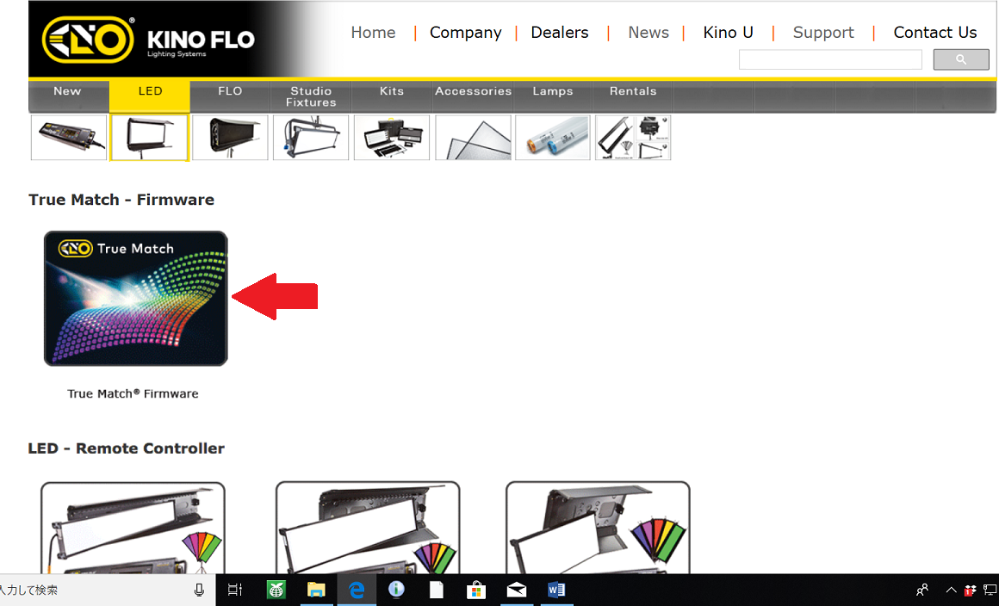 KINO FLO
Lighting Systems
Home | Company | Dealers | News | Kino U | Support | Contact Us
New LED FLO Studio Fixtures Kits Accessories Lamps Rentals
True Match - Firmware
KINO True Match
True Match® Firmware
LED - Remote Controller
入力して検索